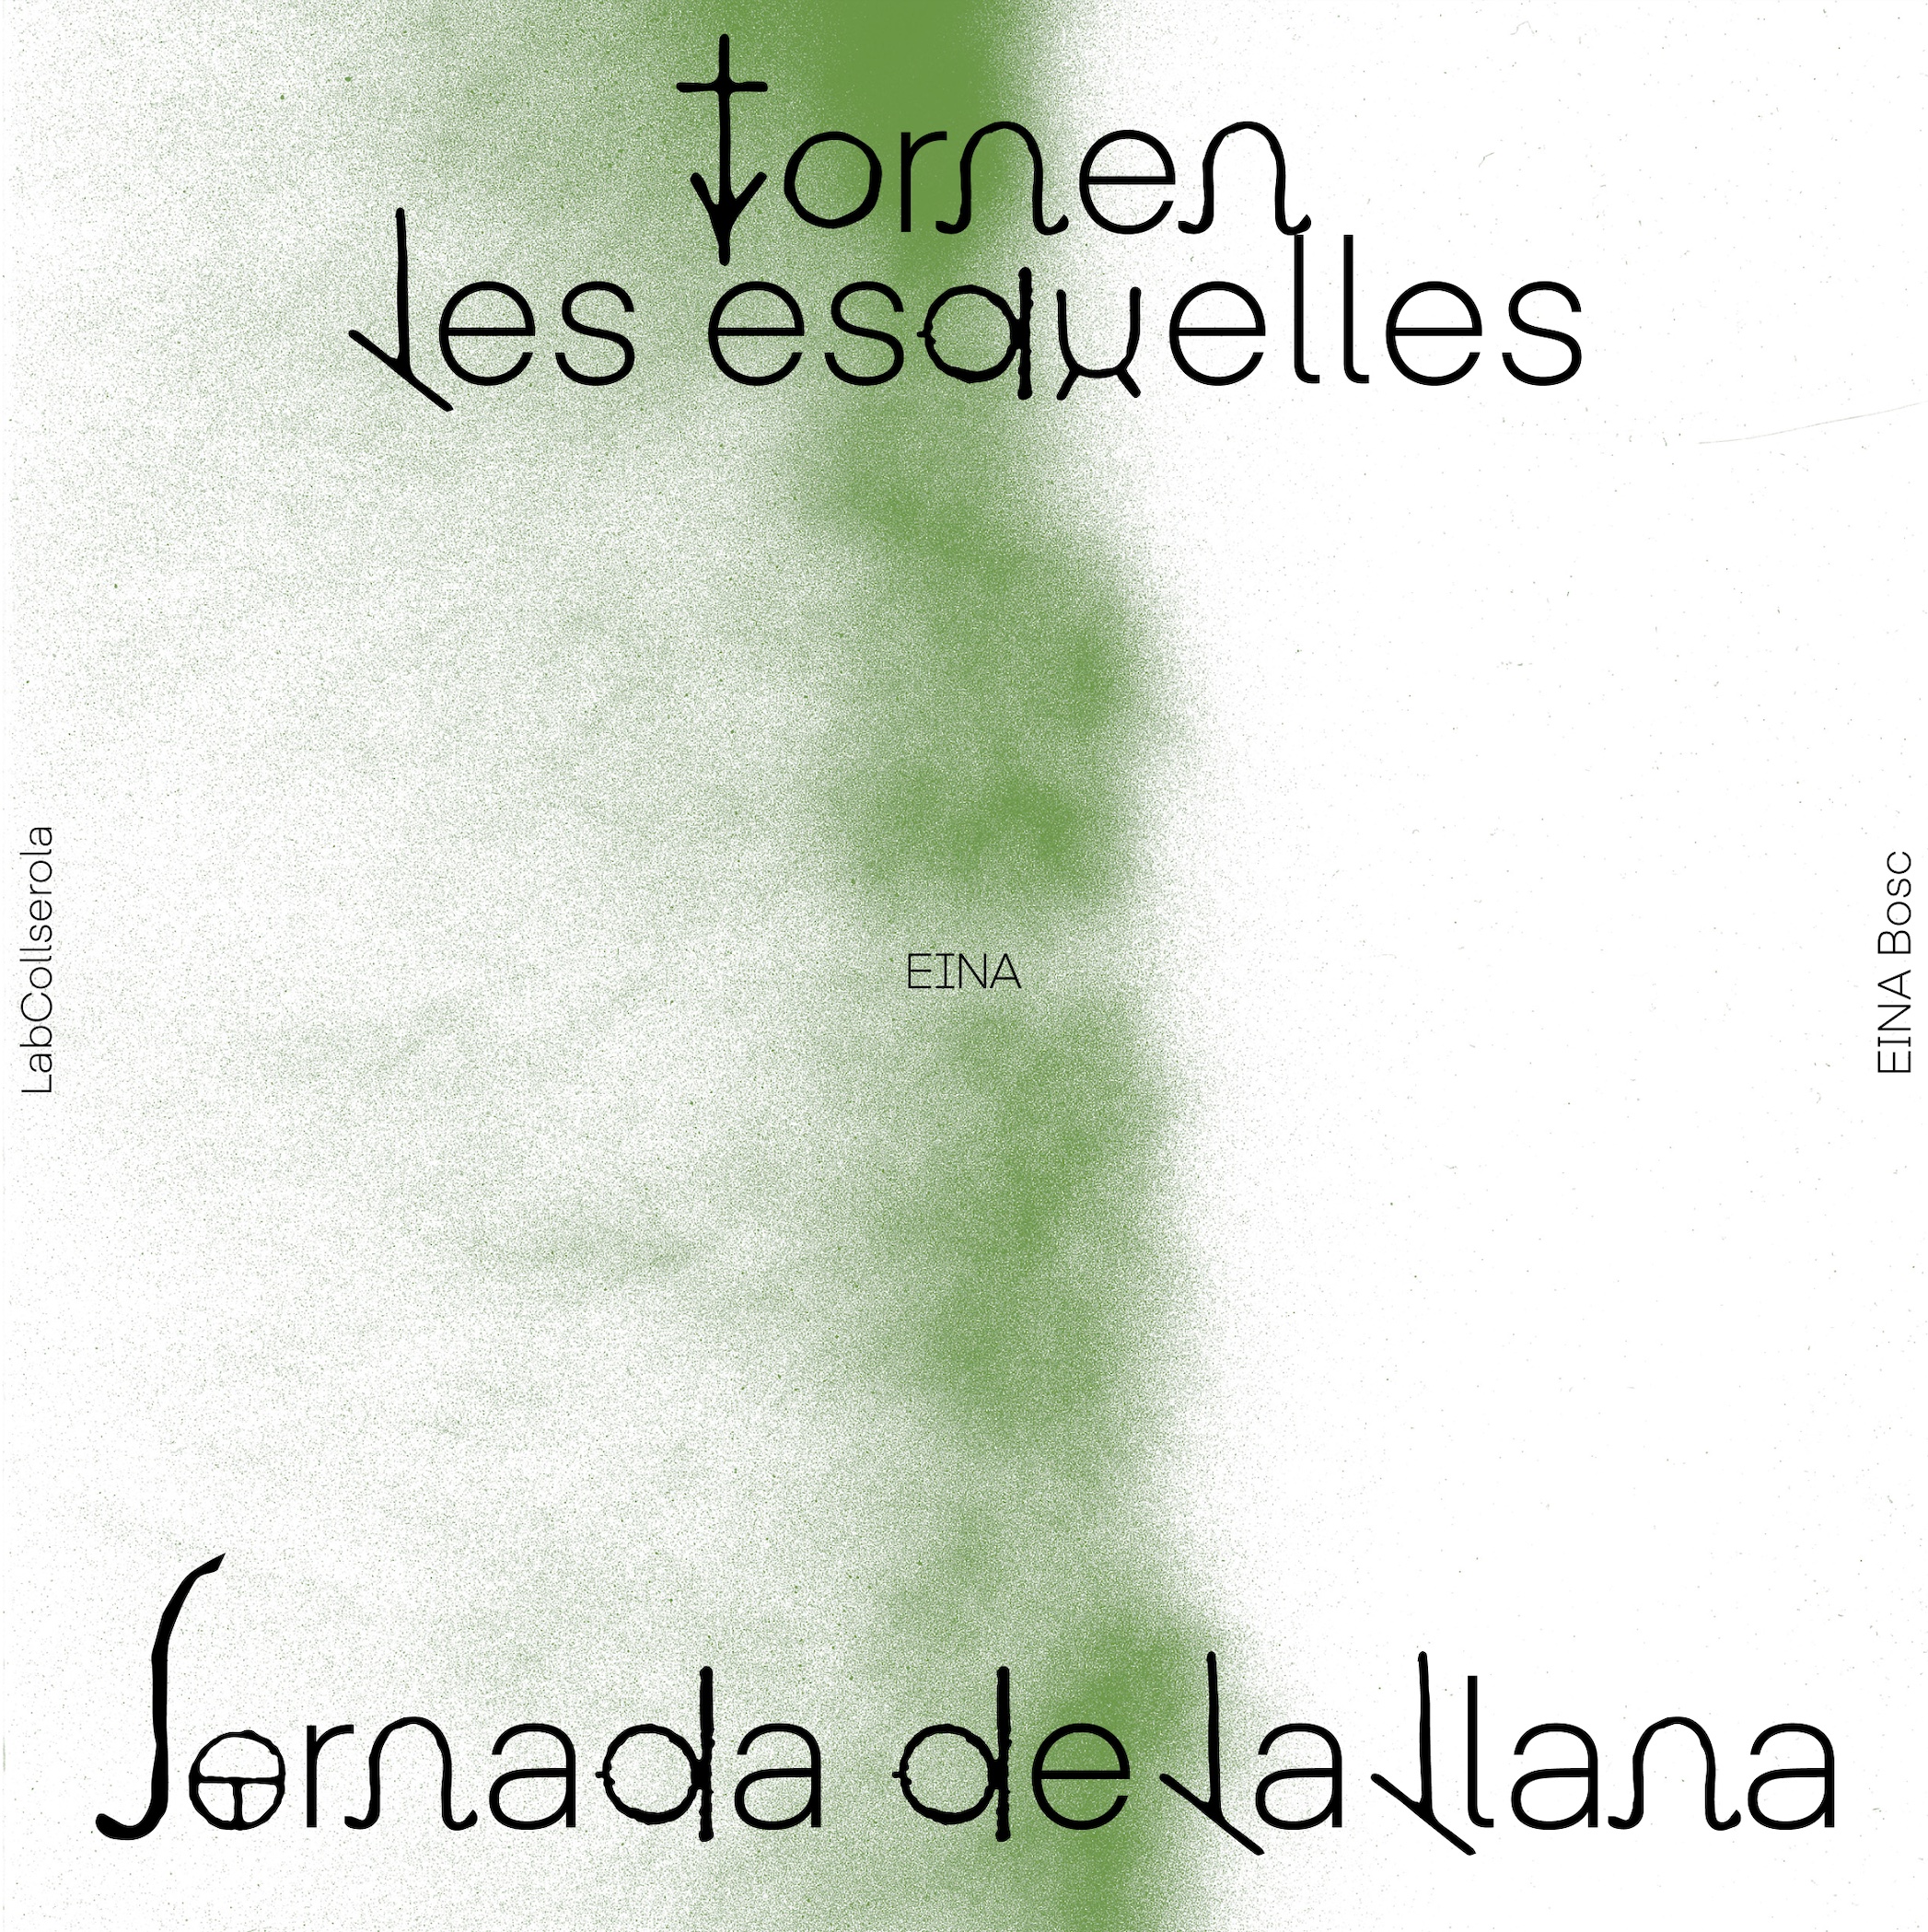 tornen
les esquelles
LabCollserola
EINA
EINA Bosc
Jornada de la llana